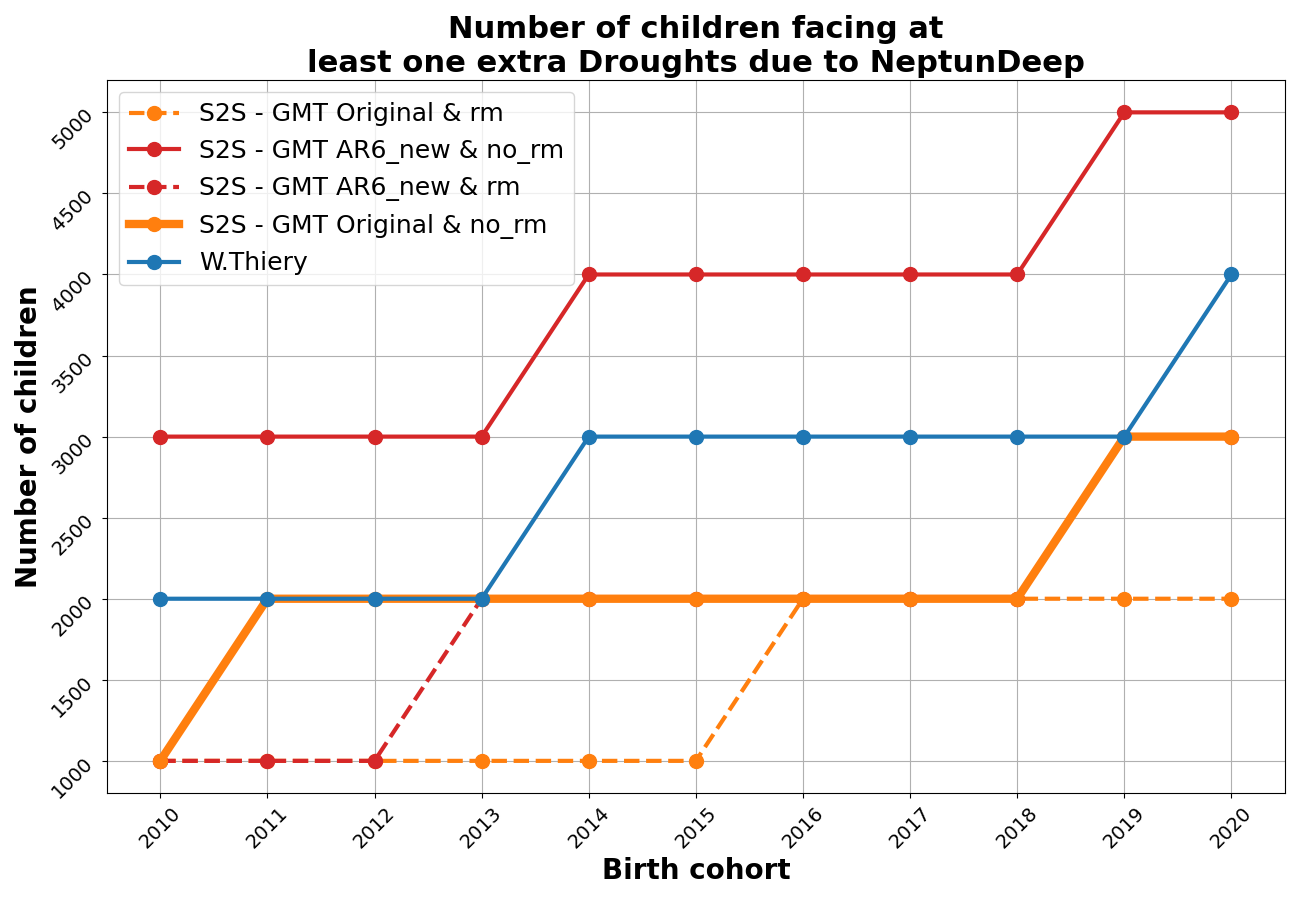 Number of children facing at
least one extra Droughts due to NeptunDeep
S2S - GMT Original & rm
S2S - GMT AR6_new & no_rm
S2S - GMT AR6_new & rm
S2S - GMT Original & no_rm
W.Thiery
Number of children
5000
4500
4000
3500
3000
2500
2000
1500
1000
2010
2011
2012
2013
2014
2015
2016
2017
2018
2019
2020
Birth cohort